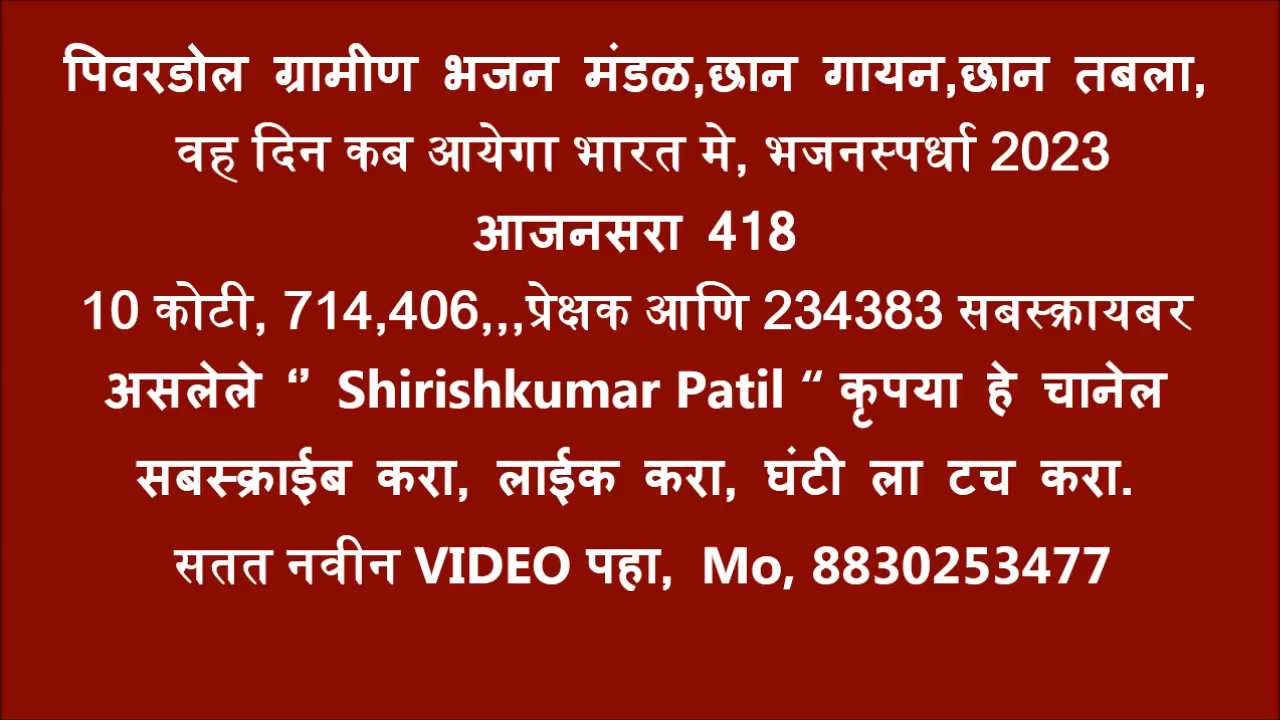 पिवरडोल ग्रामीण भजन मंडळ,छान गायन,छान तबला,
वह दिन कब आयेगा भारत मे, भजनस्पर्धा 2023
आजनसरा 418
10 कोटी, 714,406,,,प्रेक्षक आणि 234383 सबस्क्रायबर
असलेले “ Shirishkumar Patil “ कृपया हे चानेल
सबस्क्राईब करा, लाईक करा, घंटी ला टच करा.
सतत नवीन VIDEO पहा, Mo, 8830253477